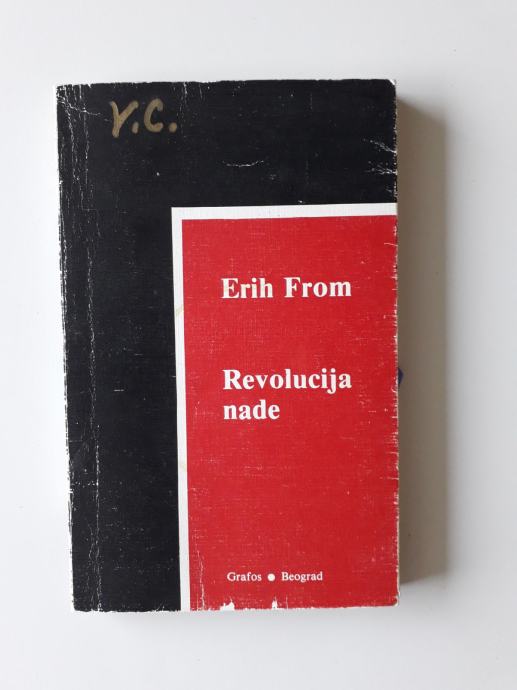 Y.C.
Erih From
Revolucija
nade
Grafos ● Beograd